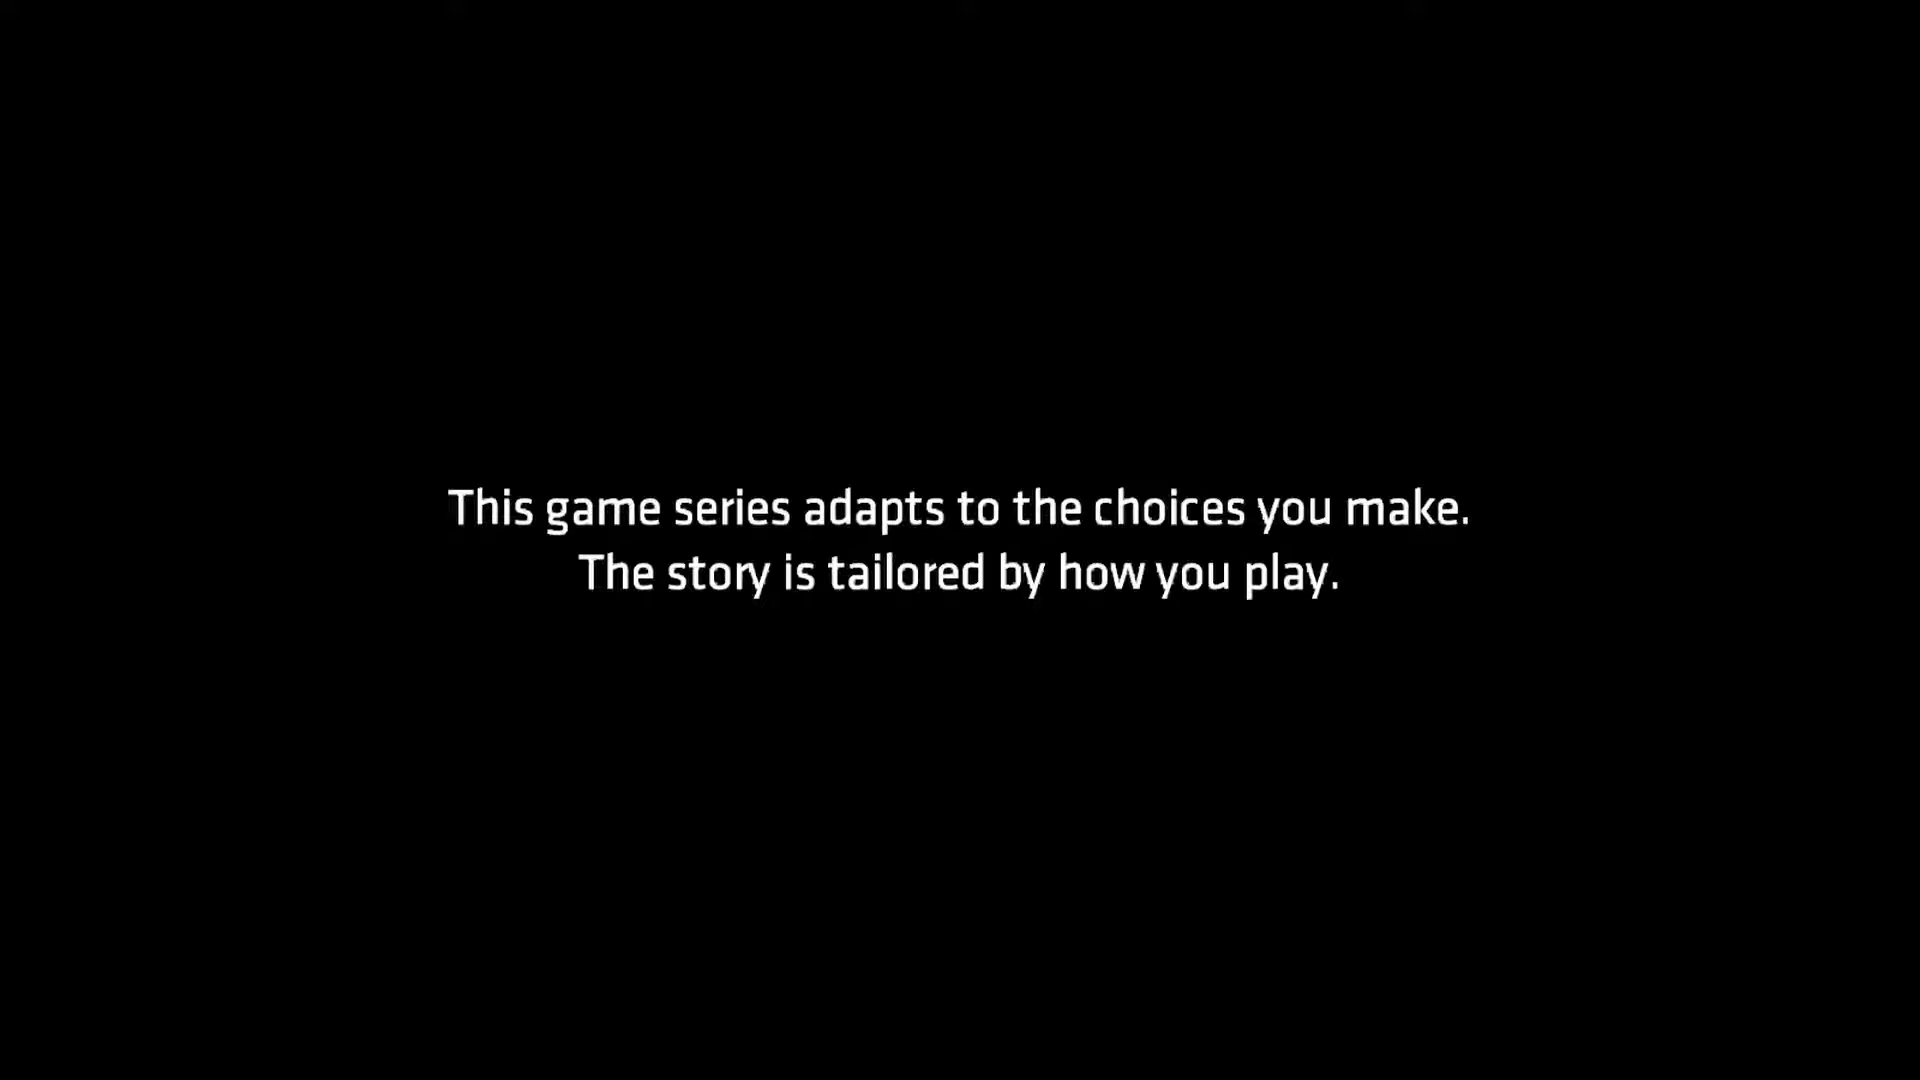 This game series adapts to the choices you make.
The story is tailored by how you play.